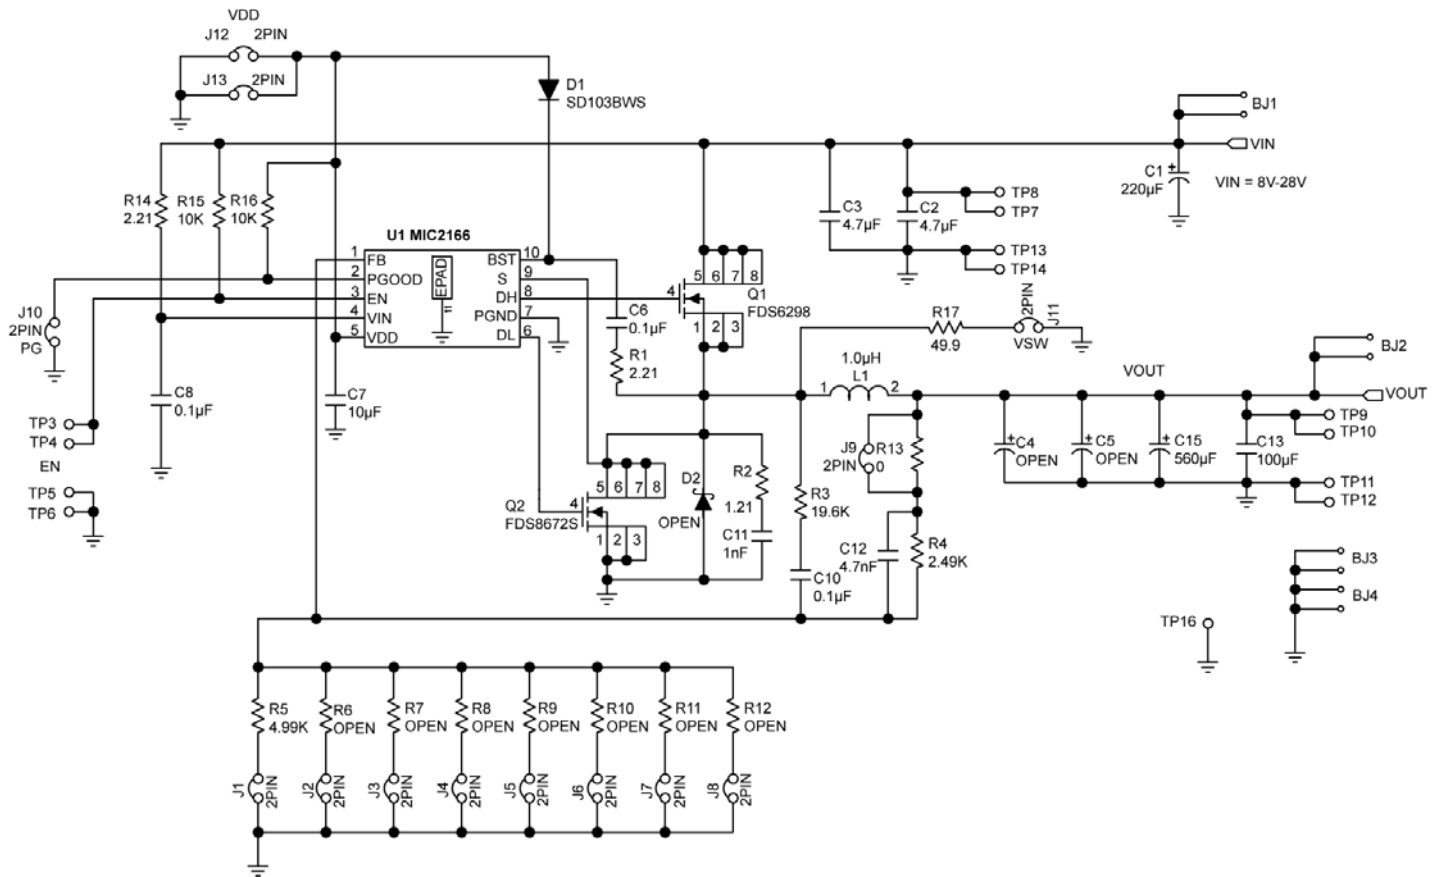 VDD
J12 2PIN
J13 2PIN
D1
SD103BWS
BJ1
VIN
C1
220µF
VIN = 8V-28V
R14
2.21
R15
10K
R16
10K
C3
4.7µF
C2
4.7µF
TP8
TP7
TP13
TP14
U1 MIC2166
1 FB
2 PGOOD
3 EN
4 VIN
5 VDD
EPAD
11
BST 10
S 9
DH 8
PGND 7
DL 6
5 6 7 8
4
1 2 3
Q1
FDS6298
C6
0.1µF
R1
2.21
R17
49.9
2PIN
J11
VSW
J10
2PIN
PG
C8
0.1µF
C7
10µF
1.0µH
L1
1 2
VOUT
BJ2
VOUT
TP3
TP4
EN
TP5
TP6
TP9
TP10
TP11
TP12
J9
2PIN
R13
0
C4
OPEN
C5
OPEN
C15
560µF
C13
100µF
5 6 7 8
4
1 2 3
Q2
FDS8672S
D2
OPEN
R2
1.21
C11
1nF
R3
19.6K
C10
0.1µF
C12
4.7nF
R4
2.49K
BJ3
BJ4
TP16
R5
4.99K
R6
OPEN
R7
OPEN
R8
OPEN
R9
OPEN
R10
OPEN
R11
OPEN
R12
OPEN
J1 2PIN
J2 2PIN
J3 2PIN
J4 2PIN
J5 2PIN
J6 2PIN
J7 2PIN
J8 2PIN